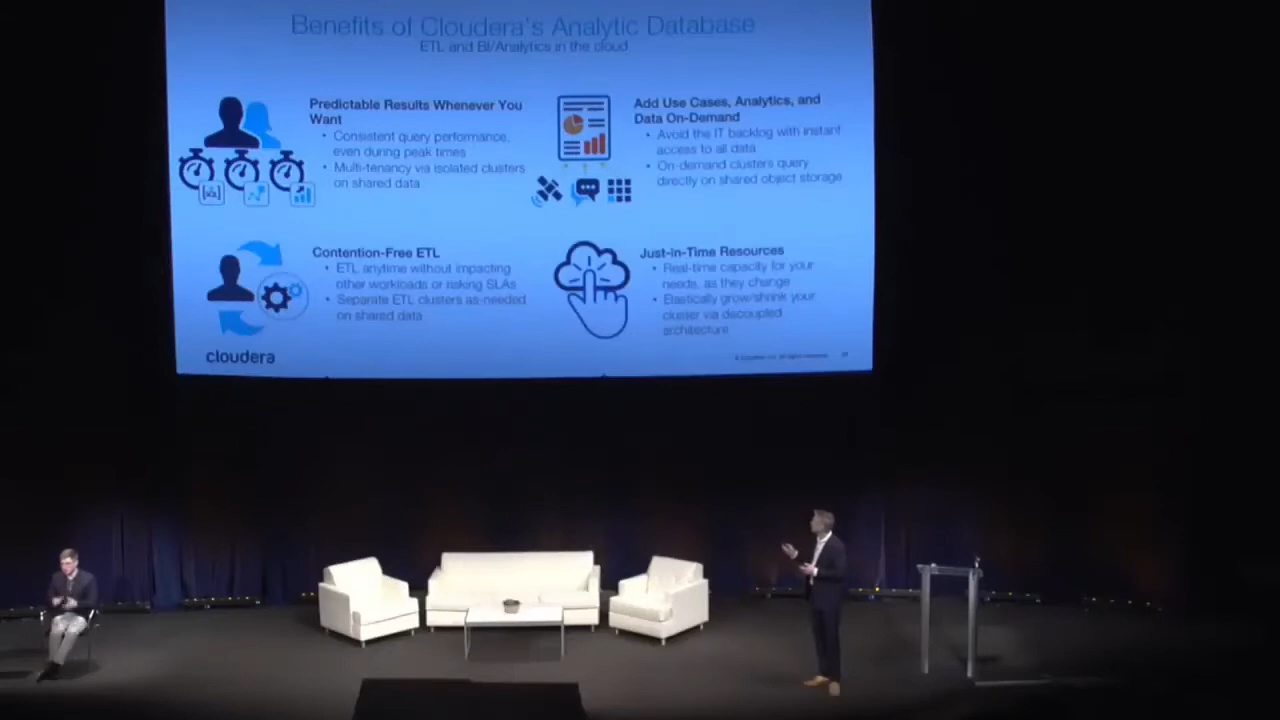 Benefits of Cloudera's Analytic Database
ETL and BI/Analytics in the cloud
Predictable Results Whenever You
Want
• Consistent query performance,
even during peak times
• Multi-tenancy via isolated clusters
on shared data
Add Use Cases, Analytics, and
Data On-Demand
• Avoid the IT backlog with instant
access to all data
• On-demand clusters query
directly on shared object storage
Contention-Free ETL
• ETL anytime without impacting
other workloads or risking SLAs
• Separate ETL clusters as-needed
on shared data
Just-in-Time Resources
• Real-time capacity for your
needs, as they change
• Elastically grow/shrink your
cluster via decoupled
architecture
cloudera
© Cloudera, Inc. All rights reserved.